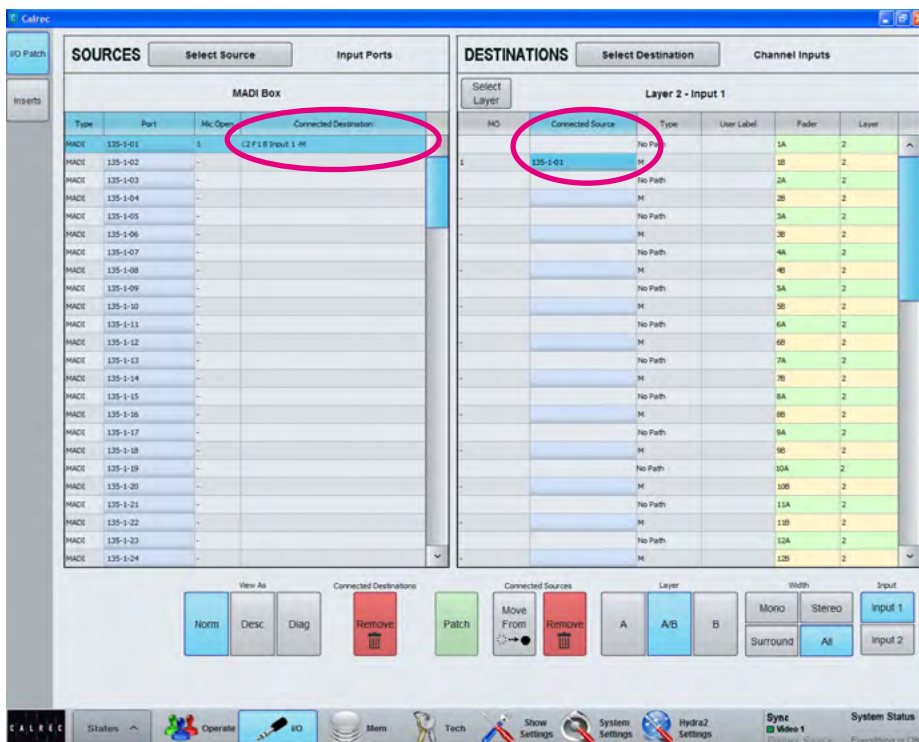 Calrec
I/O Patch
Inserts
SOURCES Select Source Input Ports
MADI Box
Type Port Mic Open Connected Destination
MADI 135-1-01 1 L2 F1 B Input 1 -M
MADI 135-1-02 -
MADI 135-1-03 -
MADI 135-1-04 -
MADI 135-1-05 -
MADI 135-1-06 -
MADI 135-1-07 -
MADI 135-1-08 -
MADI 135-1-09 -
MADI 135-1-10 -
MADI 135-1-11 -
MADI 135-1-12 -
MADI 135-1-13 -
MADI 135-1-14 -
MADI 135-1-15 -
MADI 135-1-16 -
MADI 135-1-17 -
MADI 135-1-18 -
MADI 135-1-19 -
MADI 135-1-20 -
MADI 135-1-21 -
MADI 135-1-22 -
MADI 135-1-23 -
MADI 135-1-24 -
DESTINATIONS Select Destination Channel Inputs
Select
Layer
Layer 2 - Input 1
MO Connected Source Type User Label Fader Layer
No Path 1A 2
1 135-1-01 M 1B 2
No Path 2A 2
- M 2B 2
No Path 3A 2
- M 3B 2
No Path 4A 2
- M 4B 2
No Path 5A 2
- M 5B 2
No Path 6A 2
- M 6B 2
No Path 7A 2
- M 7B 2
No Path 8A 2
- M 8B 2
No Path 9A 2
- M 9B 2
No Path 10A 2
- M 10B 2
No Path 11A 2
- M 11B 2
No Path 12A 2
- M 12B 2
View As
Norm Desc Diag
Connected Destinations
Remove
Patch
Connected Sources
Move
From
Remove
Layer
A A/B B
Width
Mono Stereo
Surround All
Input
Input 1
Input 2
CALREC
Status
Operate
I/O
Mem
Tech
Show
Settings
System
Settings
Hydra2
Settings
Sync
Video 1
System Status